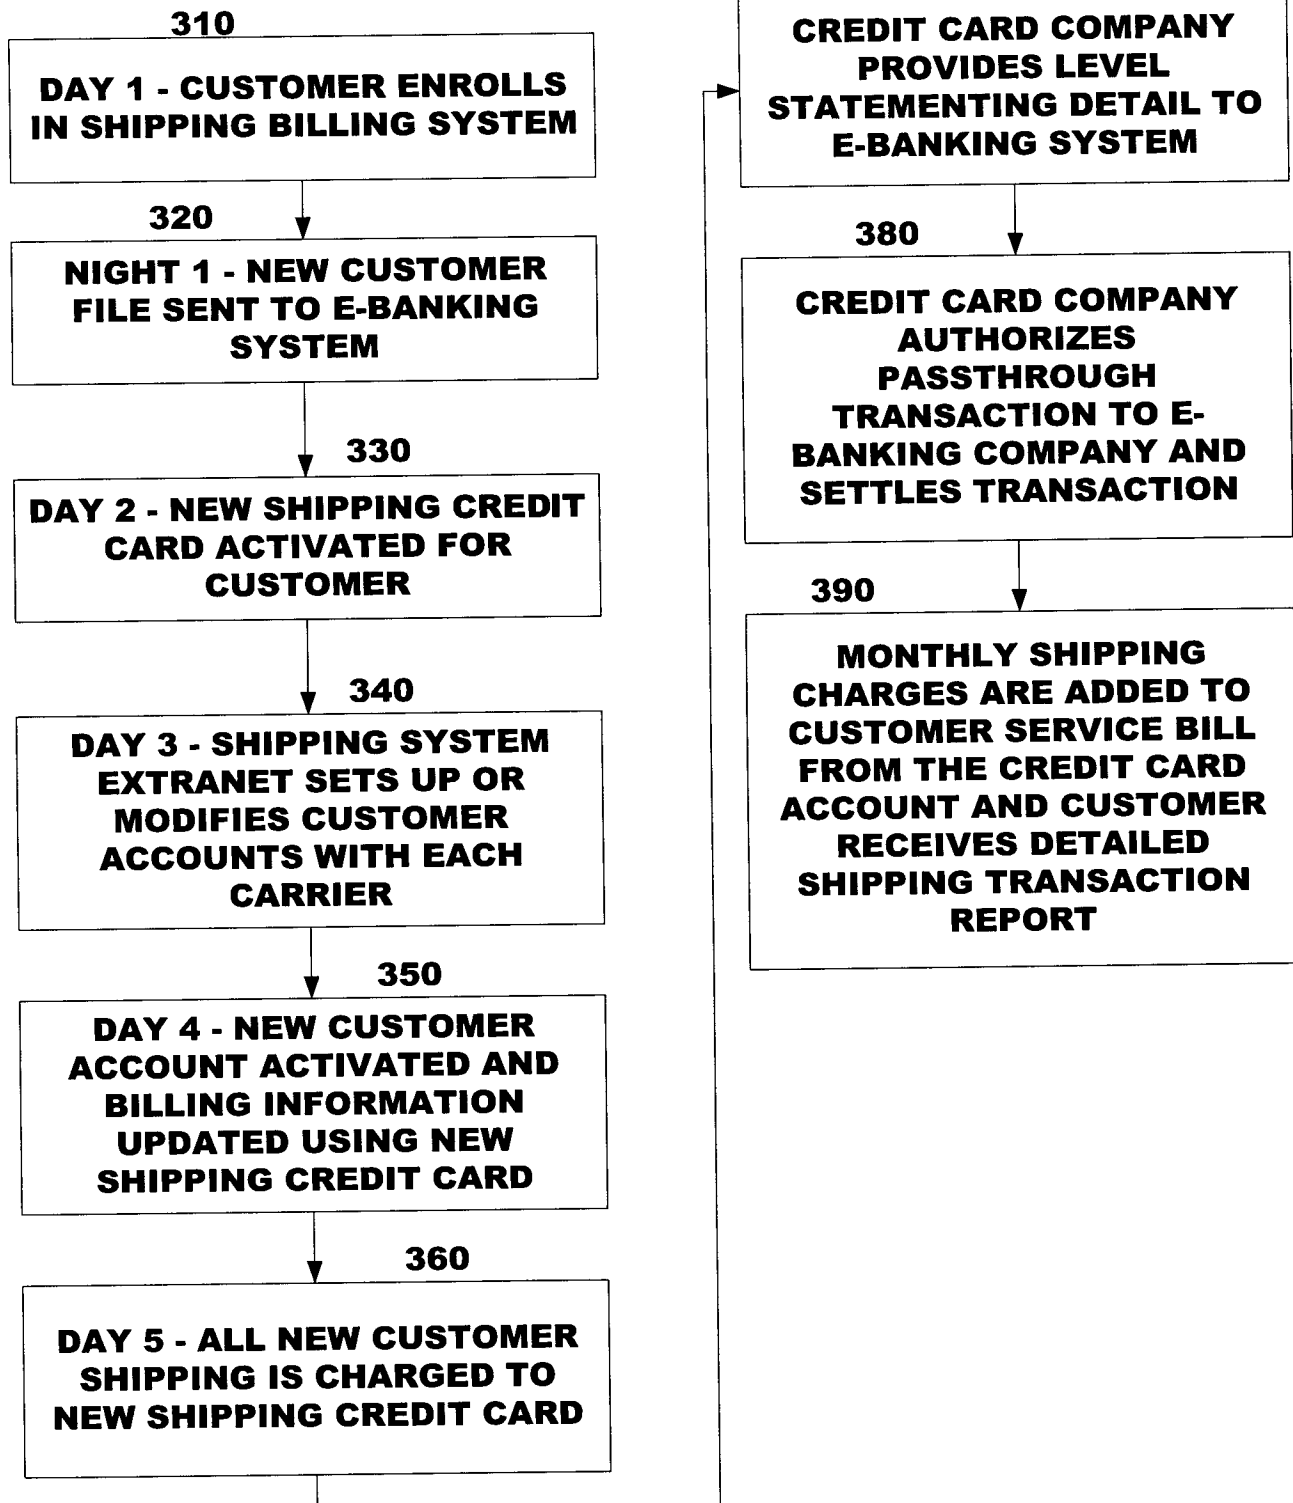 310
DAY 1 - CUSTOMER ENROLLS
IN SHIPPING BILLING SYSTEM
320
NIGHT 1 - NEW CUSTOMER
FILE SENT TO E-BANKING
SYSTEM
330
DAY 2 - NEW SHIPPING CREDIT
CARD ACTIVATED FOR
CUSTOMER
340
DAY 3 - SHIPPING SYSTEM
EXTRANET SETS UP OR
MODIFIES CUSTOMER
ACCOUNTS WITH EACH
CARRIER
350
DAY 4 - NEW CUSTOMER
ACCOUNT ACTIVATED AND
BILLING INFORMATION
UPDATED USING NEW
SHIPPING CREDIT CARD
360
DAY 5 - ALL NEW CUSTOMER
SHIPPING IS CHARGED TO
NEW SHIPPING CREDIT CARD
CREDIT CARD COMPANY
PROVIDES LEVEL
STATEMENTING DETAIL TO
E-BANKING SYSTEM
380
CREDIT CARD COMPANY
AUTHORIZES
PASSTHROUGH
TRANSACTION TO E-
BANKING COMPANY AND
SETTLES TRANSACTION
390
MONTHLY SHIPPING
CHARGES ARE ADDED TO
CUSTOMER SERVICE BILL
FROM THE CREDIT CARD
ACCOUNT AND CUSTOMER
RECEIVES DETAILED
SHIPPING TRANSACTION
REPORT